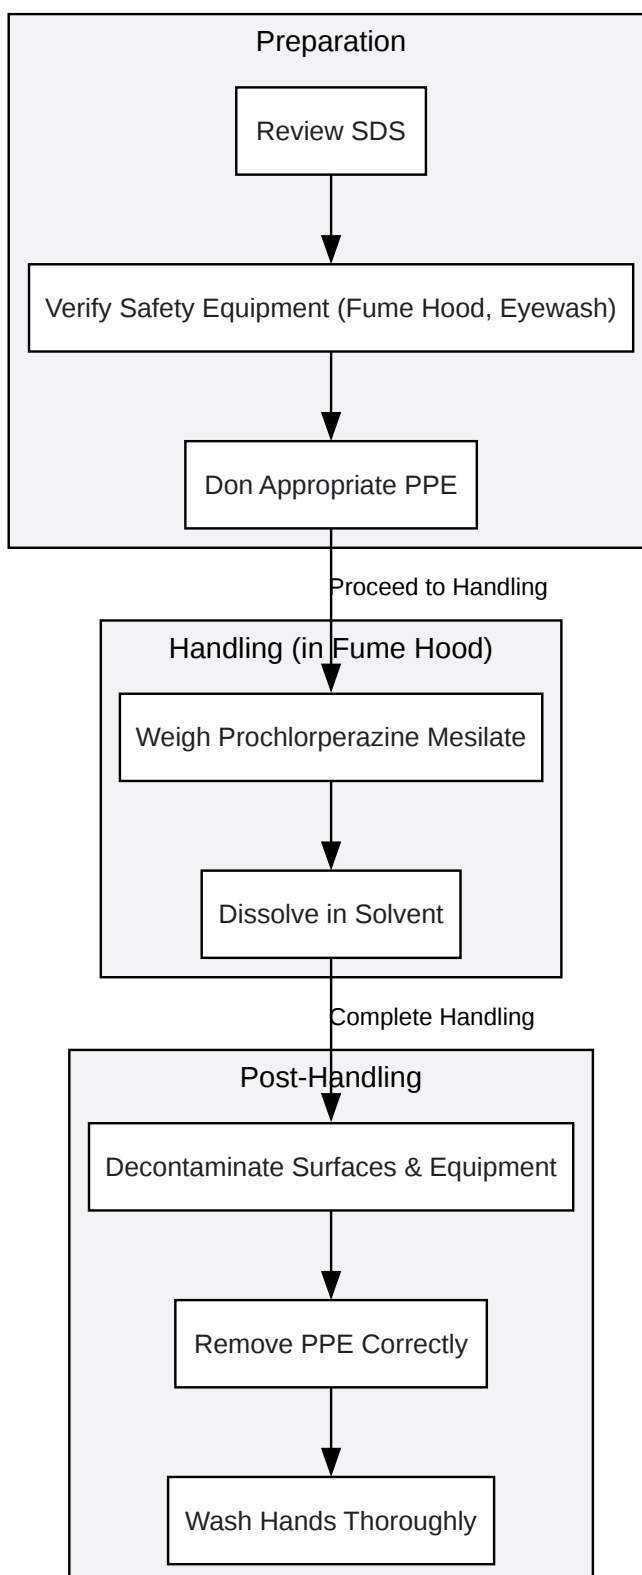 Preparation
Review SDS
Verify Safety Equipment (Fume Hood, Eyewash)
Don Appropriate PPE
Proceed to Handling
Handling (in Fume Hood)
Weigh Prochlorperazine Mesilate
Dissolve in Solvent
Complete Handling
Post-Handling
Decontaminate Surfaces & Equipment
Remove PPE Correctly
Wash Hands Thoroughly